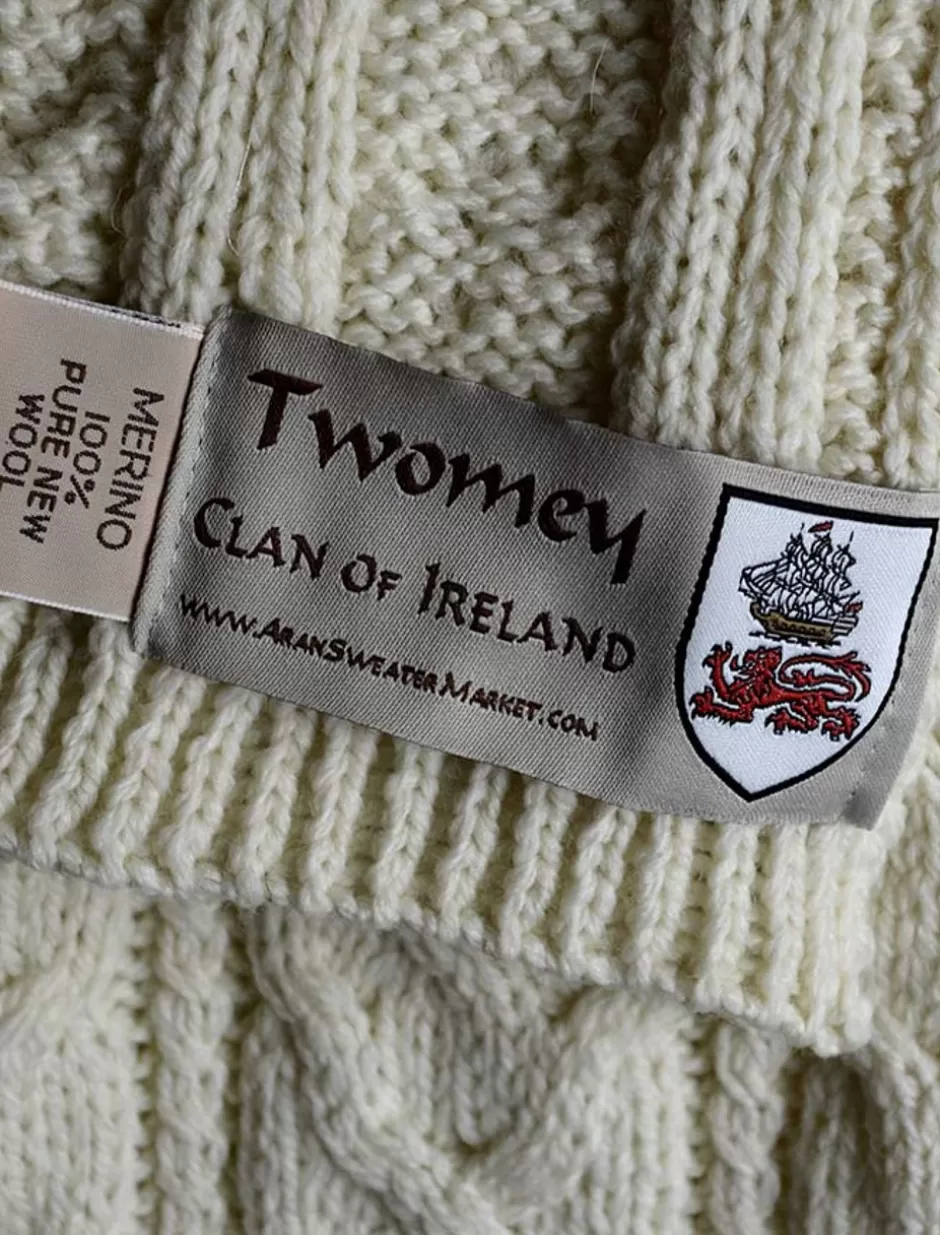 MERINO
100%
PURE NEW
WOOL
Twomey
CLAN OF IRELAND
www.AranSweaterMarket.com